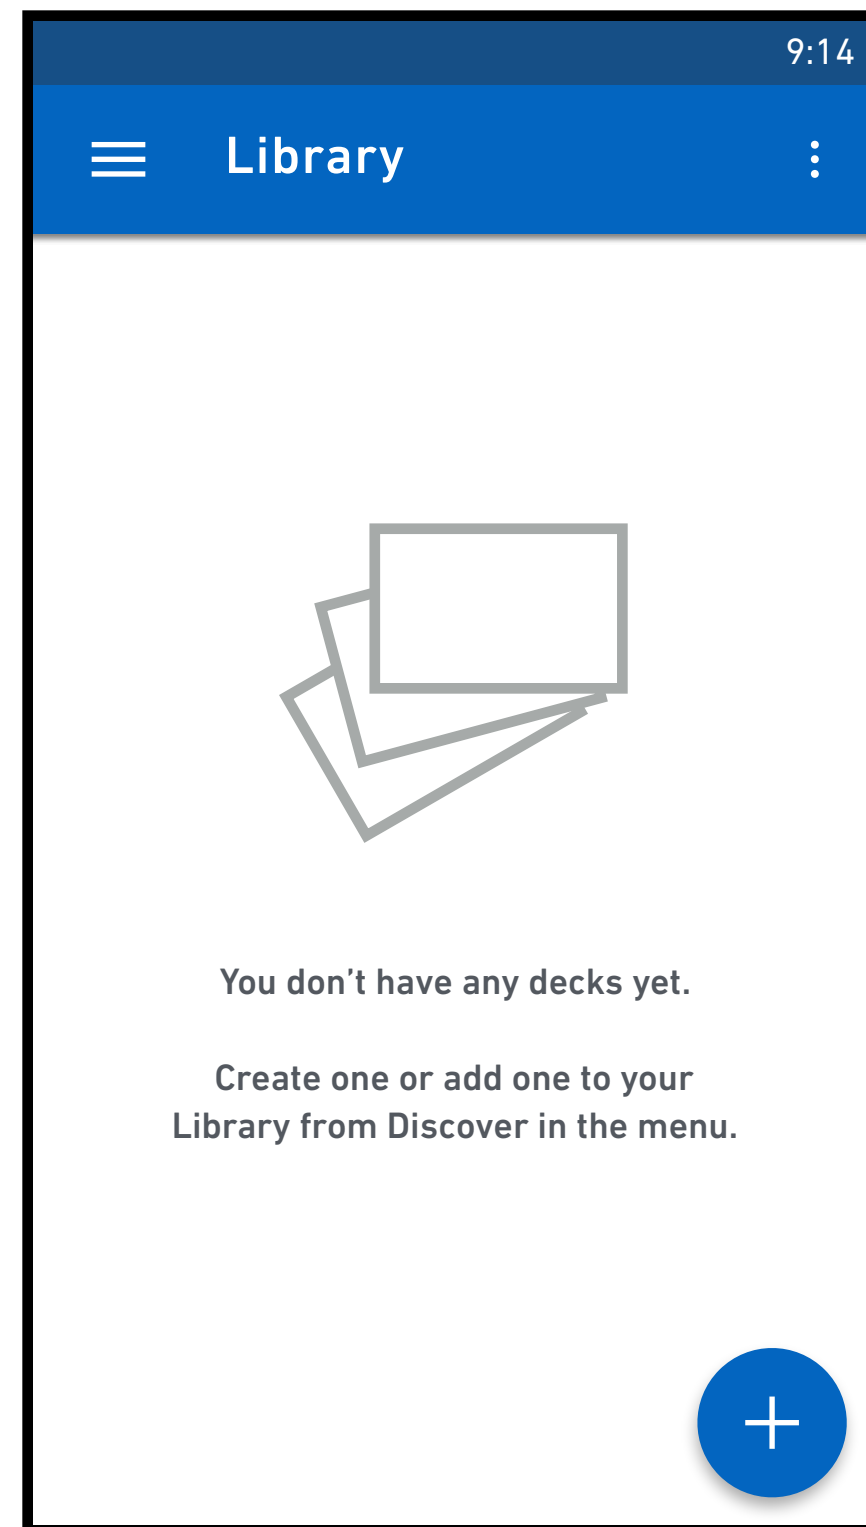 9:14
Library
You don’t have any decks yet.
Create one or add one to your
Library from Discover in the menu.